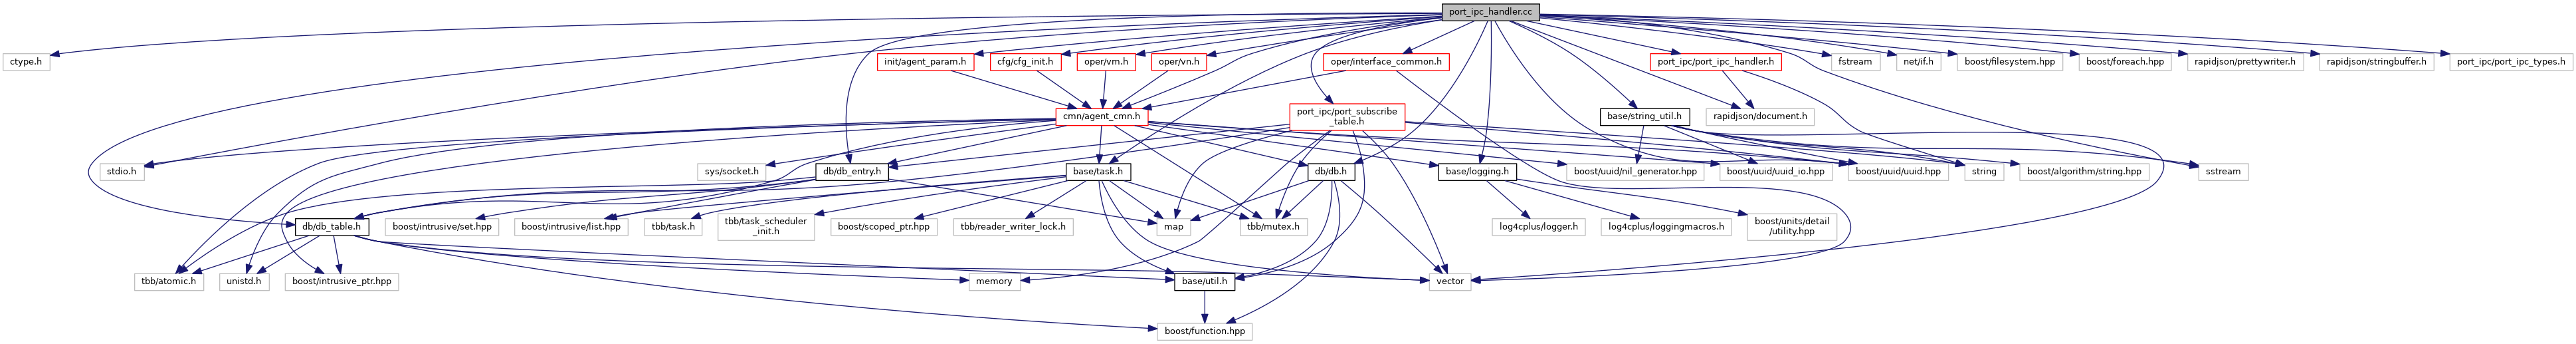 port_ipc_handler.cc
ctype.h
init/agent_param.h
cfg/cfg_init.h
oper/vm.h
oper/vn.h
oper/interface_common.h
port_ipc/port_ipc_handler.h
fstream
net/if.h
boost/filesystem.hpp
boost/foreach.hpp
rapidjson/prettywriter.h
rapidjson/stringbuffer.h
port_ipc/port_ipc_types.h
cmn/agent_cmn.h
port_ipc/port_subscribe
_table.h
base/string_util.h
rapidjson/document.h
stdio.h
sys/socket.h
db/db_entry.h
base/task.h
db/db.h
base/logging.h
boost/uuid/nil_generator.hpp
boost/uuid/uuid_io.hpp
boost/uuid/uuid.hpp
string
boost/algorithm/string.hpp
sstream
db/db_table.h
boost/intrusive/set.hpp
boost/intrusive/list.hpp
tbb/task.h
tbb/task_scheduler
_init.h
boost/scoped_ptr.hpp
tbb/reader_writer_lock.h
map
tbb/mutex.h
log4cplus/logger.h
log4cplus/loggingmacros.h
boost/units/detail
/utility.hpp
tbb/atomic.h
unistd.h
boost/intrusive_ptr.hpp
memory
base/util.h
vector
boost/function.hpp